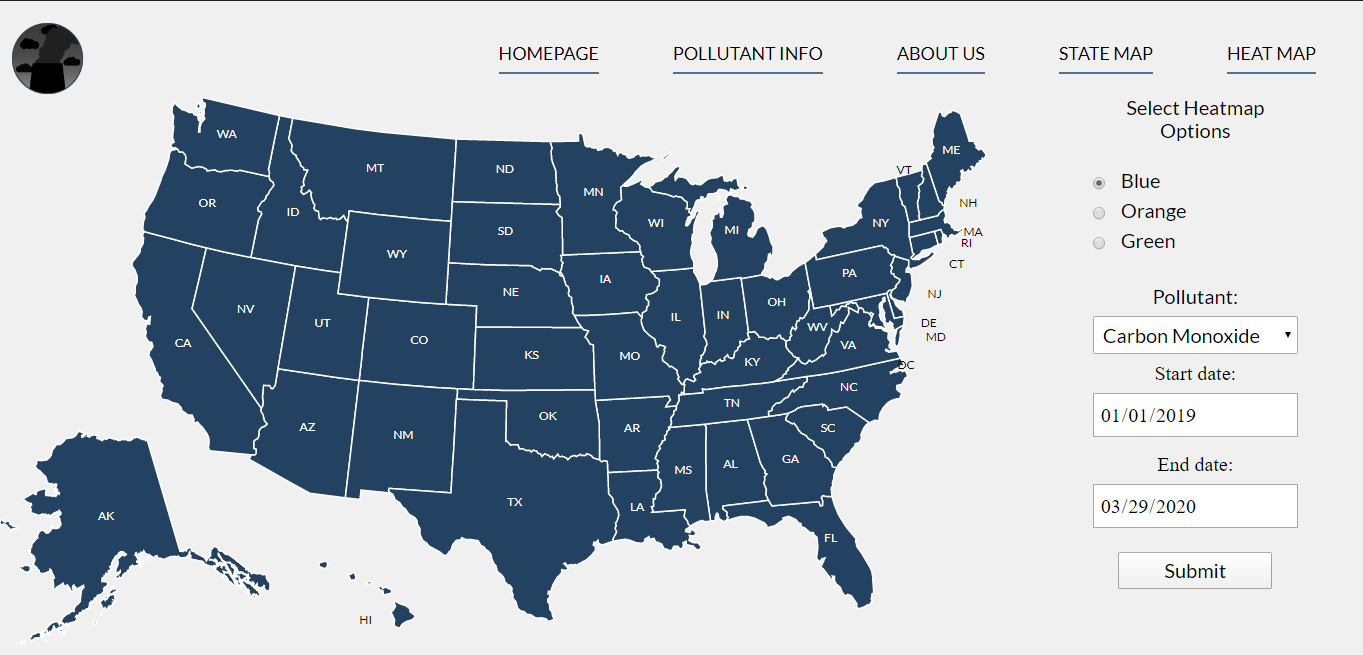 HOMEPAGE POLLUTANT INFO ABOUT US STATE MAP HEAT MAP
Select Heatmap
Options
Blue
Orange
Green
Pollutant:
Carbon Monoxide
Start date:
01/01/2019
End date:
03/29/2020
Submit
WA
MT
ND
MN
ME
VT
OR
ID
NH
WI
NY
SD
MI
MA
RI
WY
CT
PA
IA
NE
NJ
OH
NV
IL
IN
UT
DE
WV
MD
CO
CA
VA
KS
MO
KY
DC
NC
TN
OK
AZ
AR
SC
NM
GA
AL
MS
TX
LA
AK
FL
HI